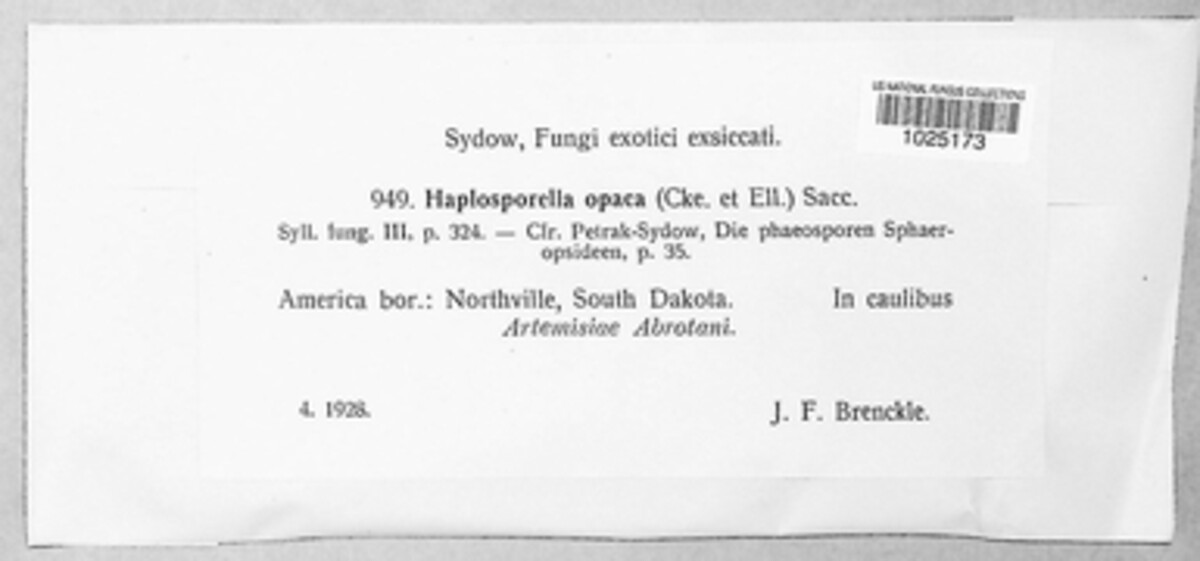 US NATIONAL FUNGUS COLLECTIONS
1025173
Sydow, Fungi exotici exsiccati.
949. Haplosporella opaca (Cke. et Ell.) Sacc.
Syll. fung. III, p. 324. — Cfr. Petrak-Sydow, Die phaeosporen Sphaer-
opsideen, p. 35.
America bor.: Northville, South Dakota. In caulibus
Artemisiae Abrotani.
4. 1928. J. F. Brenckle.